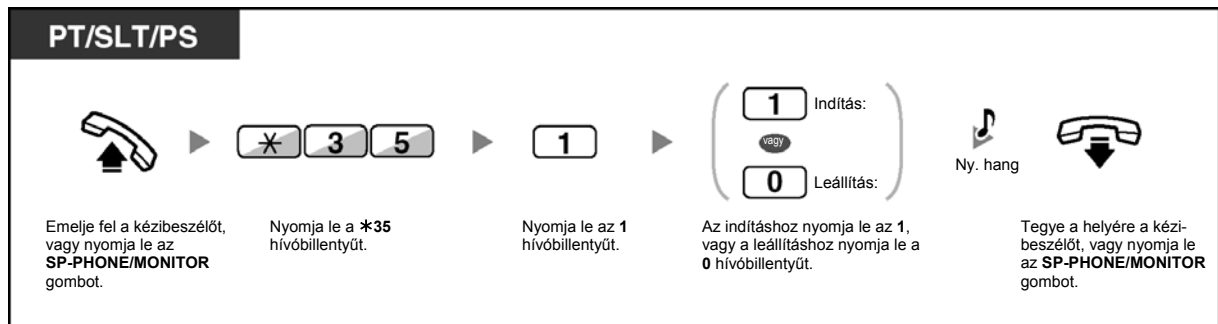 PT/SLT/PS
1 Indítás:
✳ 3 5
1
vagy
0 Leállítás:
Ny. hang
Emelje fel a kézibeszélőt,
vagy nyomja le az
SP-PHONE/MONITOR
gombot.
Nyomja le a ✳35
hívóbillentyűt.
Nyomja le az 1
hívóbillentyűt.
Az indításhoz nyomja le az 1,
vagy a leállításhoz nyomja le a
0 hívóbillentyűt.
Tegye a helyére a kézi-
beszélőt, vagy nyomja le
az SP-PHONE/MONITOR
gombot.